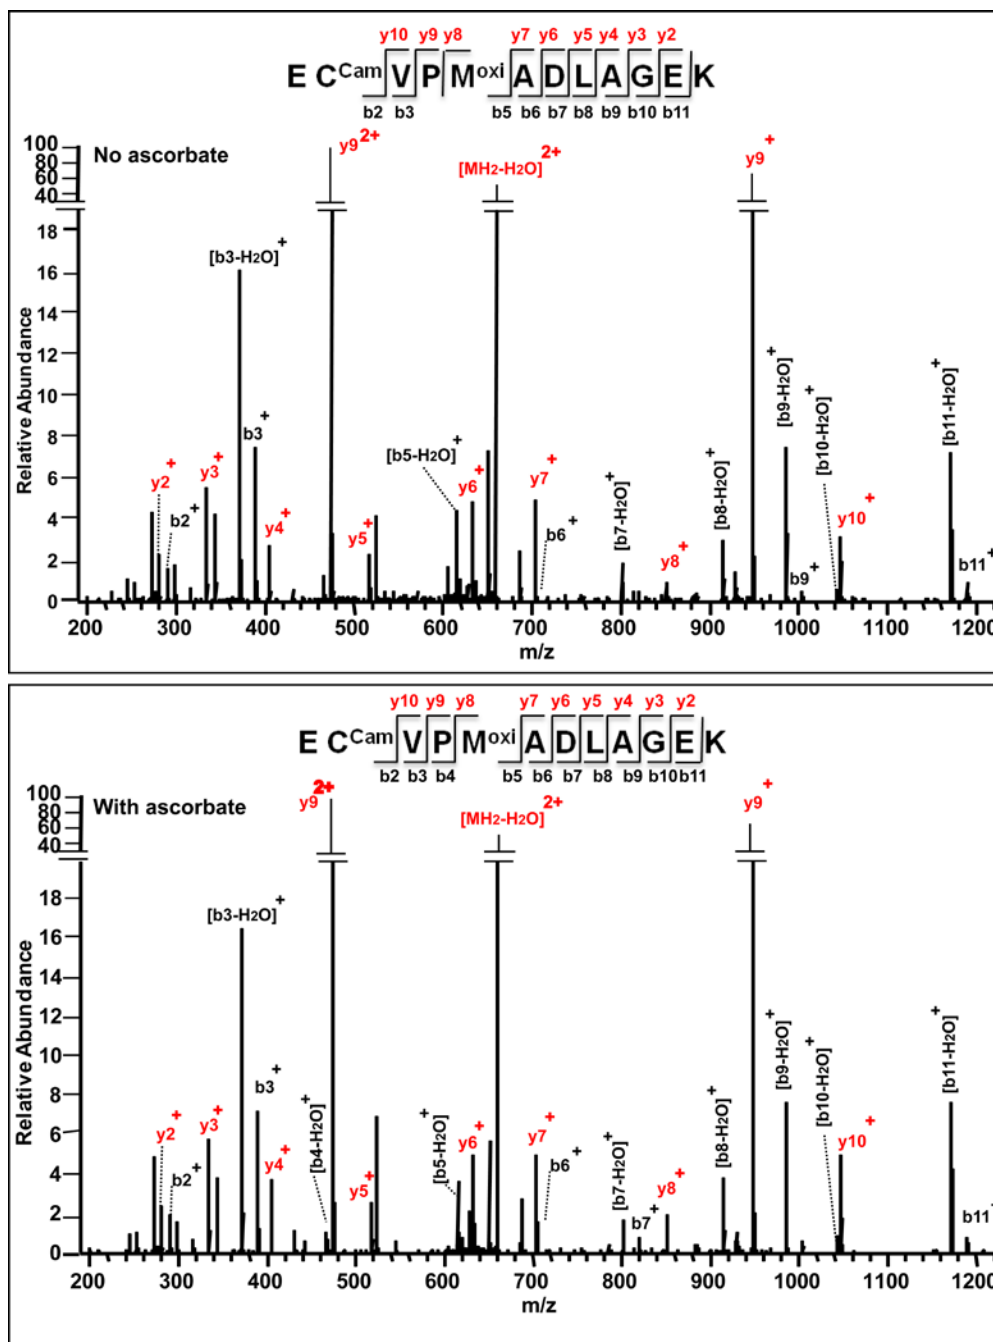 y10 y9 y8 y7 y6 y5 y4 y3 y2
E C Cam V P M oxi A D L A G E K
b2 b3 b5 b6 b7 b8 b9 b10 b11
No ascorbate
y9 2+
[MH2-H2O] 2+
y9 +
100
80
60
40
18
16
14
12
10
8
6
4
2
0
Relative Abundance
y2 +
b2 +
y3 +
[b3-H2O] +
b3 +
y4 +
y5 +
[b5-H2O] +
y6 +
y7 +
b6 +
[b7-H2O] +
y8 +
[b8-H2O] +
[b9-H2O] +
b9 +
[b10-H2O] +
y10 +
[b11-H2O] +
b11 +
200 300 400 500 600 700 800 900 1000 1100 1200
m/z
y10 y9 y8 y7 y6 y5 y4 y3 y2
E C Cam V P M oxi A D L A G E K
b2 b3 b4 b5 b6 b7 b8 b9 b10 b11
With ascorbate
y9 2+
[MH2-H2O] 2+
y9 +
100
80
60
40
18
16
14
12
10
8
6
4
2
0
Relative Abundance
y2 +
b2 +
y3 +
[b3-H2O] +
b3 +
y4 +
[b4-H2O] +
y5 +
[b5-H2O] +
y6 +
y7 +
b6 +
[b7-H2O] +
b7 +
y8 +
[b8-H2O] +
[b9-H2O] +
[b10-H2O] +
y10 +
[b11-H2O] +
b11 +
200 300 400 500 600 700 800 900 1000 1100 1200
m/z